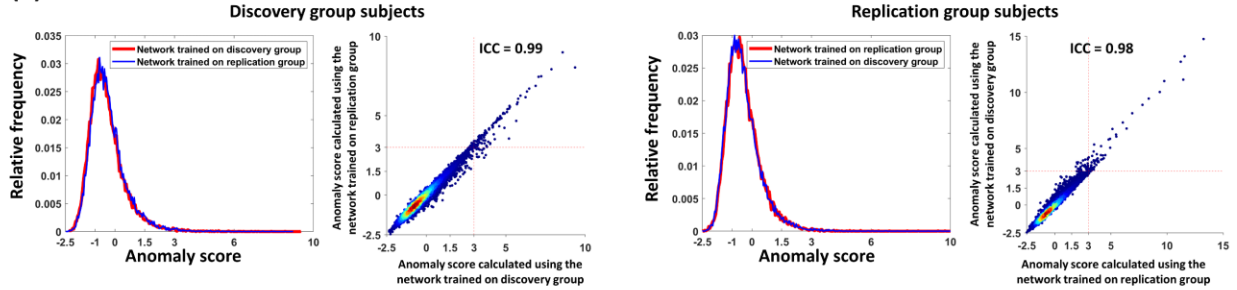 Discovery group subjects
Replication group subjects
Relative frequency
0.035
0.03
0.025
0.02
0.015
0.01
0.005
0
Network trained on discovery group
Network trained on replication group
-2.5 -1 0 1.5 3 6 10
Anomaly score
Anomaly score calculated using the
network trained on replication group
10
5
3
1.5
0
-2.5
ICC = 0.99
-2.5 0 1.5 3 5 10
Anomaly score calculated using the
network trained on discovery group
Relative frequency
0.03
0.025
0.02
0.015
0.01
0.005
0
Network trained on replication group
Network trained on discovery group
-2.5 -1 0 1.5 3 6 10
Anomaly score
Anomaly score calculated using the
network trained on discovery group
15
10
5
3
1.5
0
-2.5
ICC = 0.98
-2.5 0 1.5 3 5 10 15
Anomaly score calculated using the
network trained on replication group